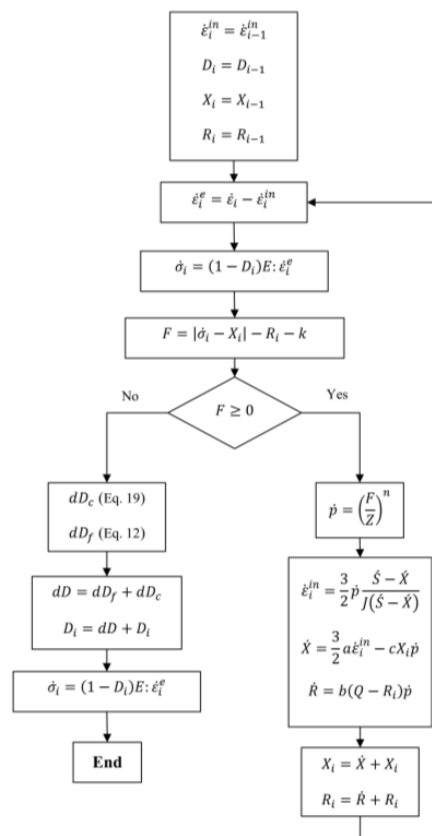 ε̇ᵢⁱⁿ = ε̇ᵢ₋₁ⁱⁿ
Dᵢ = Dᵢ₋₁
Xᵢ = Xᵢ₋₁
Rᵢ = Rᵢ₋₁
ε̇ᵢᵉ = ε̇ᵢ − ε̇ᵢⁱⁿ
σ̇ᵢ = (1 − Dᵢ)E: ε̇ᵢᵉ
F = |σ̇ᵢ − Xᵢ| − Rᵢ − k
F ≥ 0
No
Yes
dD_c (Eq. 19)
dD_f (Eq. 12)
dD = dD_f + dD_c
Dᵢ = dD + Dᵢ
σ̇ᵢ = (1 − Dᵢ)E: ε̇ᵢᵉ
End
ṗ = (F/Z)ⁿ
ε̇ᵢⁱⁿ = 3/2 ṗ (Ś − X́)/J(Ś − X́)
Ẋ = 3/2 aε̇ᵢⁱⁿ − cXᵢṗ
Ṙ = b(Q − Rᵢ)ṗ
Xᵢ = Ẋ + Xᵢ
Rᵢ = Ṙ + Rᵢ